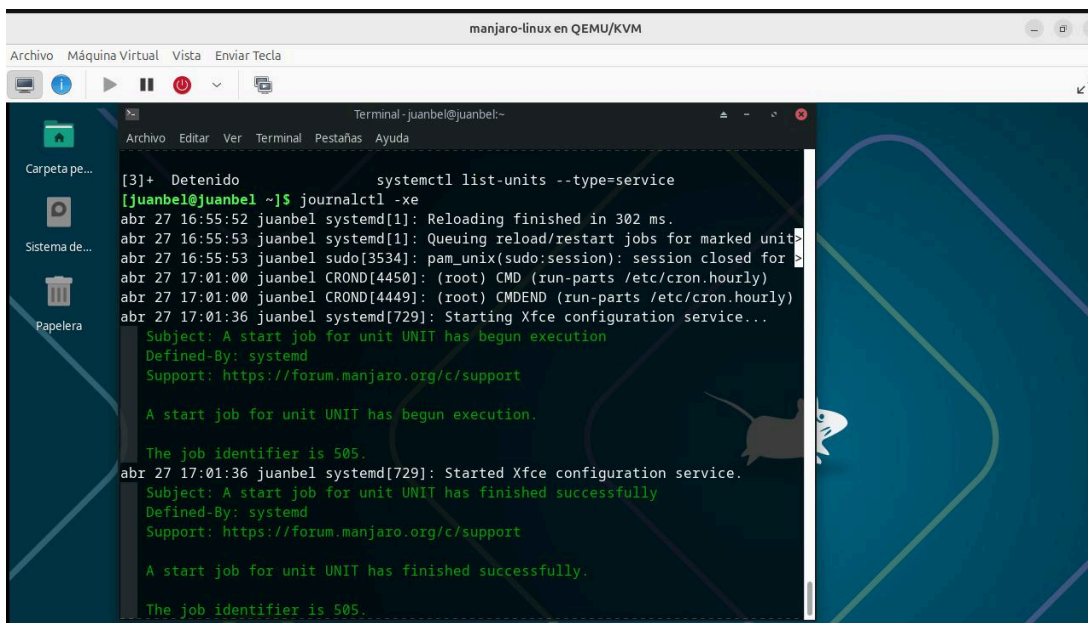 manjaro-linux en QEMU/KVM
Archivo Máquina Virtual Vista Enviar Tecla
Terminal - juanbel@juanbel:~
Archivo Editar Ver Terminal Pestañas Ayuda
Carpeta pe...
Sistema de...
Papelera
[3]+ Detenido systemctl list-units --type=service
[juanbel@juanbel ~]$ journalctl -xe
abr 27 16:55:52 juanbel systemd[1]: Reloading finished in 302 ms.
abr 27 16:55:53 juanbel systemd[1]: Queuing reload/restart jobs for marked unit>
abr 27 16:55:53 juanbel sudo[3534]: pam_unix(sudo:session): session closed for >
abr 27 17:01:00 juanbel CROND[4450]: (root) CMD (run-parts /etc/cron.hourly)
abr 27 17:01:00 juanbel CROND[4449]: (root) CMDEND (run-parts /etc/cron.hourly)
abr 27 17:01:36 juanbel systemd[729]: Starting Xfce configuration service...
Subject: A start job for unit UNIT has begun execution
Defined-By: systemd
Support: https://forum.manjaro.org/c/support
A start job for unit UNIT has begun execution.
The job identifier is 505.
abr 27 17:01:36 juanbel systemd[729]: Started Xfce configuration service.
Subject: A start job for unit UNIT has finished successfully
Defined-By: systemd
Support: https://forum.manjaro.org/c/support
A start job for unit UNIT has finished successfully.
The job identifier is 505.